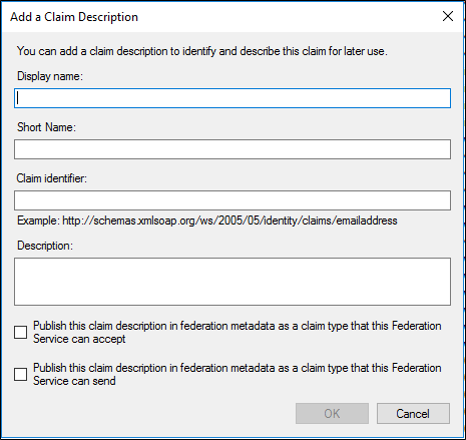 Add a Claim Description
You can add a claim description to identify and describe this claim for later use.
Display name:
Short Name:
Claim identifier:
Example: http://schemas.xmlsoap.org/ws/2005/05/identity/claims/emailaddress
Description:
Publish this claim description in federation metadata as a claim type that this Federation
Service can accept
Publish this claim description in federation metadata as a claim type that this Federation
Service can send
OK
Cancel